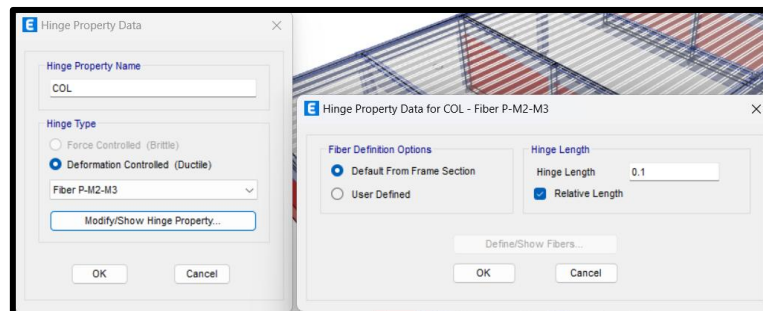 E Hinge Property Data
Hinge Property Name
COL
Hinge Type
Force Controlled (Brittle)
Deformation Controlled (Ductile)
Fiber P-M2-M3
Modify/Show Hinge Property...
OK Cancel
E Hinge Property Data for COL - Fiber P-M2-M3
Fiber Definition Options
Default From Frame Section
User Defined
Hinge Length
Hinge Length 0.1
Relative Length
Define/Show Fibers...
OK Cancel